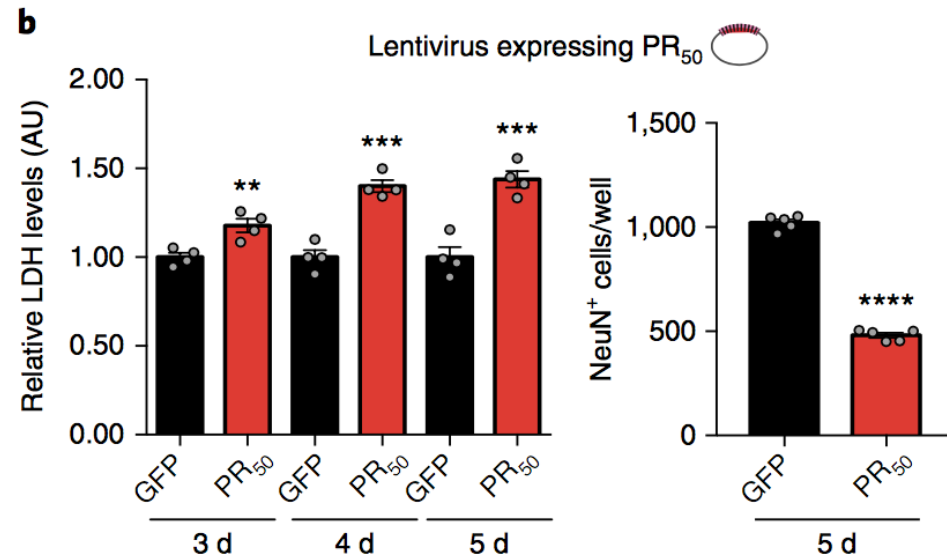 b
Lentivirus expressing PR50
Relative LDH levels (AU)
2.00
1.50
1.00
0.50
0.00
**
***
***
GFP
PR50
GFP
PR50
GFP
PR50
3 d
4 d
5 d
NeuN+ cells/well
1,500
1,000
500
0
****
GFP
PR50
5 d